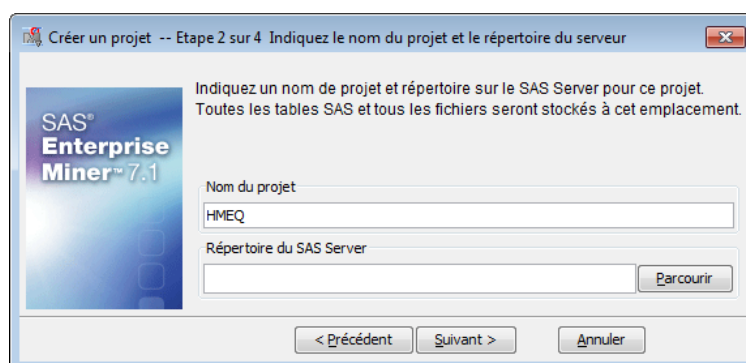 Créer un projet -- Etape 2 sur 4 Indiquez le nom du projet et le répertoire du serveur
Indiquez un nom de projet et répertoire sur le SAS Server pour ce projet.
Toutes les tables SAS et tous les fichiers seront stockés à cet emplacement.
SAS®
Enterprise
Miner™ 7.1
Nom du projet
HMEQ
Répertoire du SAS Server
Parcourir
< Précédent
Suivant >
Annuler